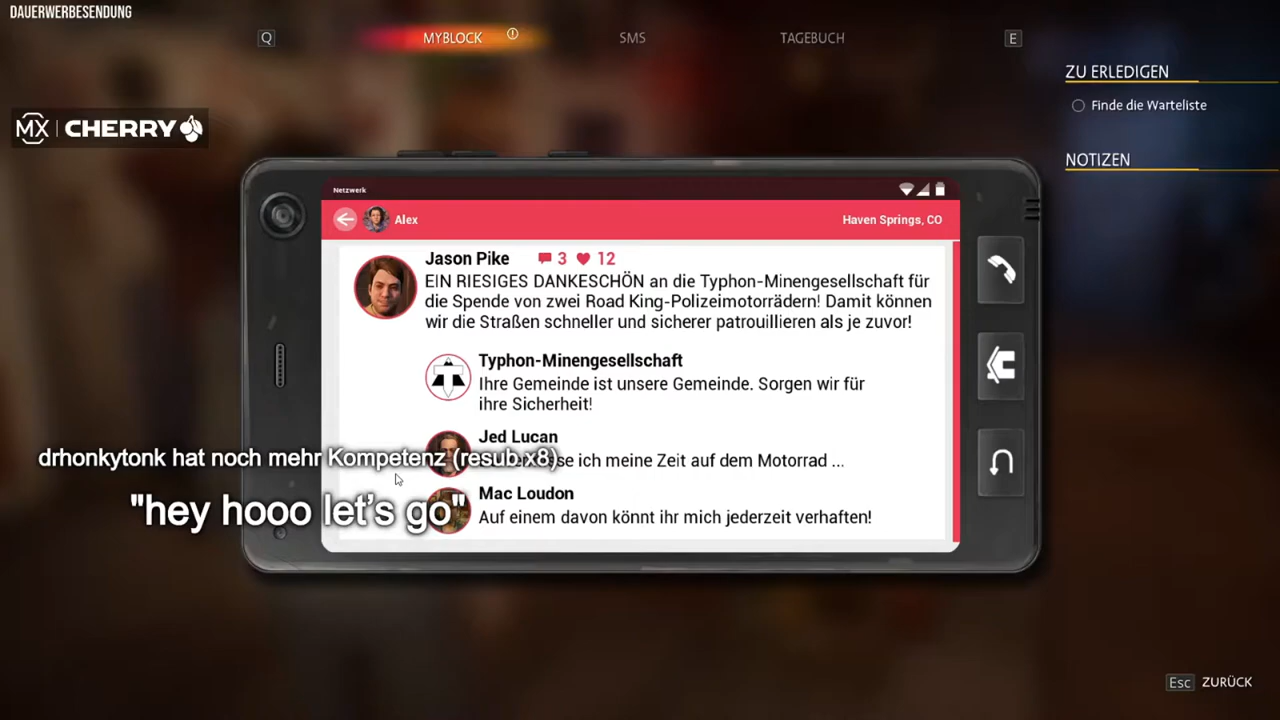 DAUERWERBESENDUNG
Q
MYBLOCK
SMS
TAGEBUCH
E
ZU ERLEDIGEN
Finde die Warteliste
NOTIZEN
MX | CHERRY
Netzwerk
Alex
Haven Springs, CO
Jason Pike 3 12
EIN RIESIGES DANKESCHÖN an die Typhon-Minengesellschaft für
die Spende von zwei Road King-Polizeimotorrädern! Damit können
wir die Straßen schneller und sicherer patrouillieren als je zuvor!
Typhon-Minengesellschaft
Ihre Gemeinde ist unsere Gemeinde. Sorgen wir für
ihre Sicherheit!
Jed Lucan
ich meine Zeit auf dem Motorrad ...
drhonkytonk hat noch mehr Kompetenz (resub x8)
Mac Loudon
Auf einem davon könnt ihr mich jederzeit verhaften!
"hey hooo let's go"
Esc ZURÜCK